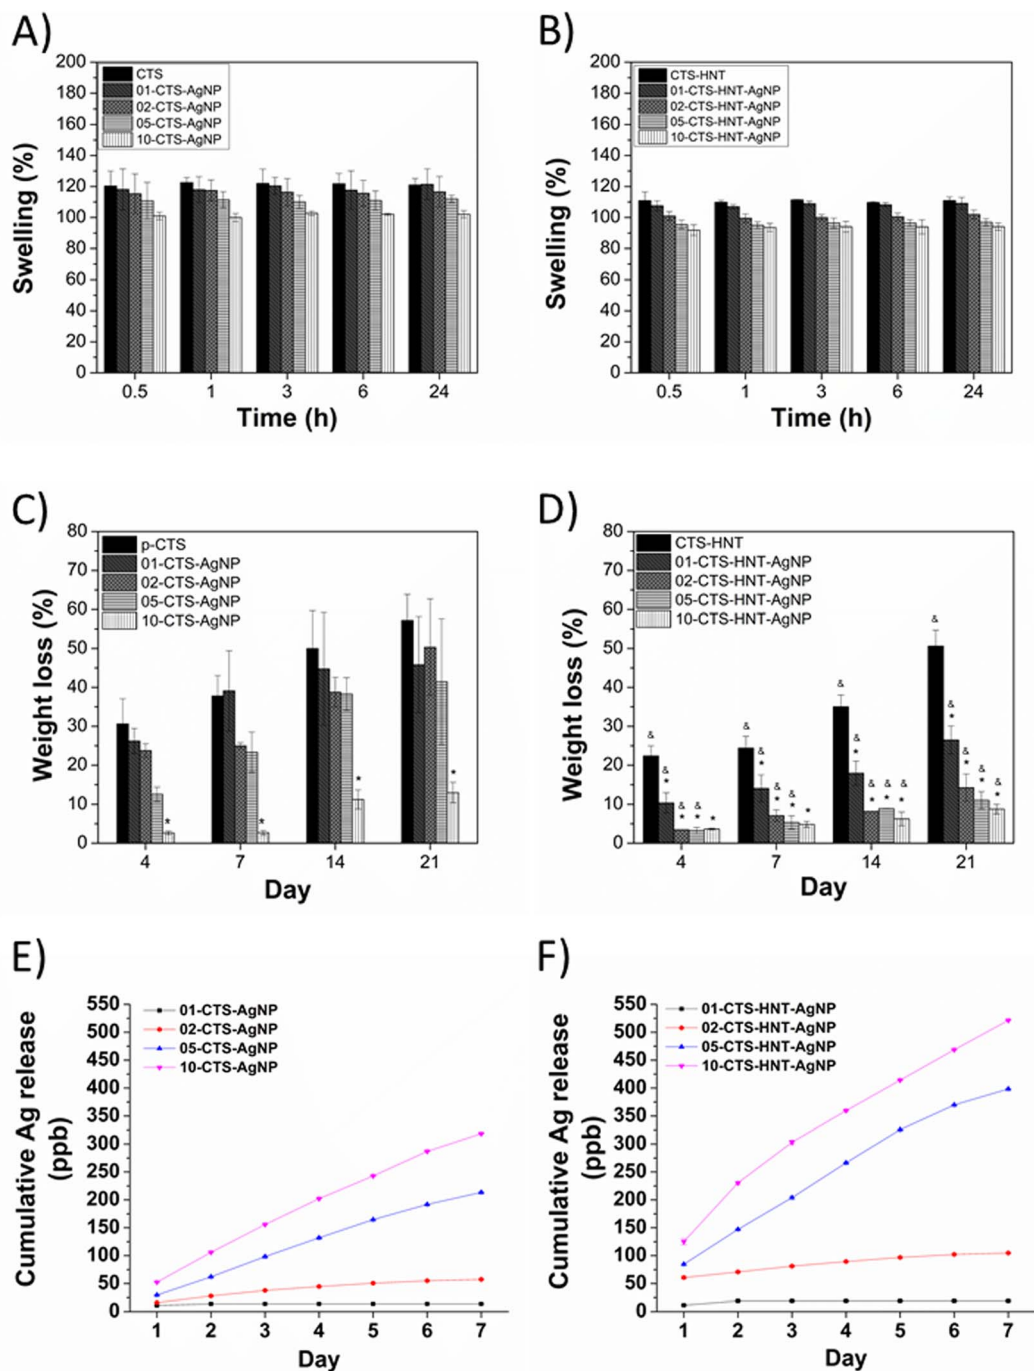 A)
Swelling (%)
200
180
160
140
120
100
80
60
40
20
0
CTS
01-CTS-AgNP
02-CTS-AgNP
05-CTS-AgNP
10-CTS-AgNP
0.5 1 3 6 24
Time (h)
B)
Swelling (%)
200
180
160
140
120
100
80
60
40
20
0
CTS-HNT
01-CTS-HNT-AgNP
02-CTS-HNT-AgNP
05-CTS-HNT-AgNP
10-CTS-HNT-AgNP
0.5 1 3 6 24
Time (h)
C)
Weight loss (%)
80
70
60
50
40
30
20
10
0
p-CTS
01-CTS-AgNP
02-CTS-AgNP
05-CTS-AgNP
10-CTS-AgNP
* * * *
4 7 14 21
Day
D)
Weight loss (%)
80
70
60
50
40
30
20
10
0
CTS-HNT
01-CTS-HNT-AgNP
02-CTS-HNT-AgNP
05-CTS-HNT-AgNP
10-CTS-HNT-AgNP
& & & & *
* * *
& & & & *
* * *
& & & & &
* * * *
& & & & &
* * * *
4 7 14 21
Day
E)
Cumulative Ag release
(ppb)
550
500
450
400
350
300
250
200
150
100
50
0
01-CTS-AgNP
02-CTS-AgNP
05-CTS-AgNP
10-CTS-AgNP
1 2 3 4 5 6 7
Day
F)
Cumulative Ag release
(ppb)
550
500
450
400
350
300
250
200
150
100
50
0
01-CTS-HNT-AgNP
02-CTS-HNT-AgNP
05-CTS-HNT-AgNP
10-CTS-HNT-AgNP
1 2 3 4 5 6 7
Day